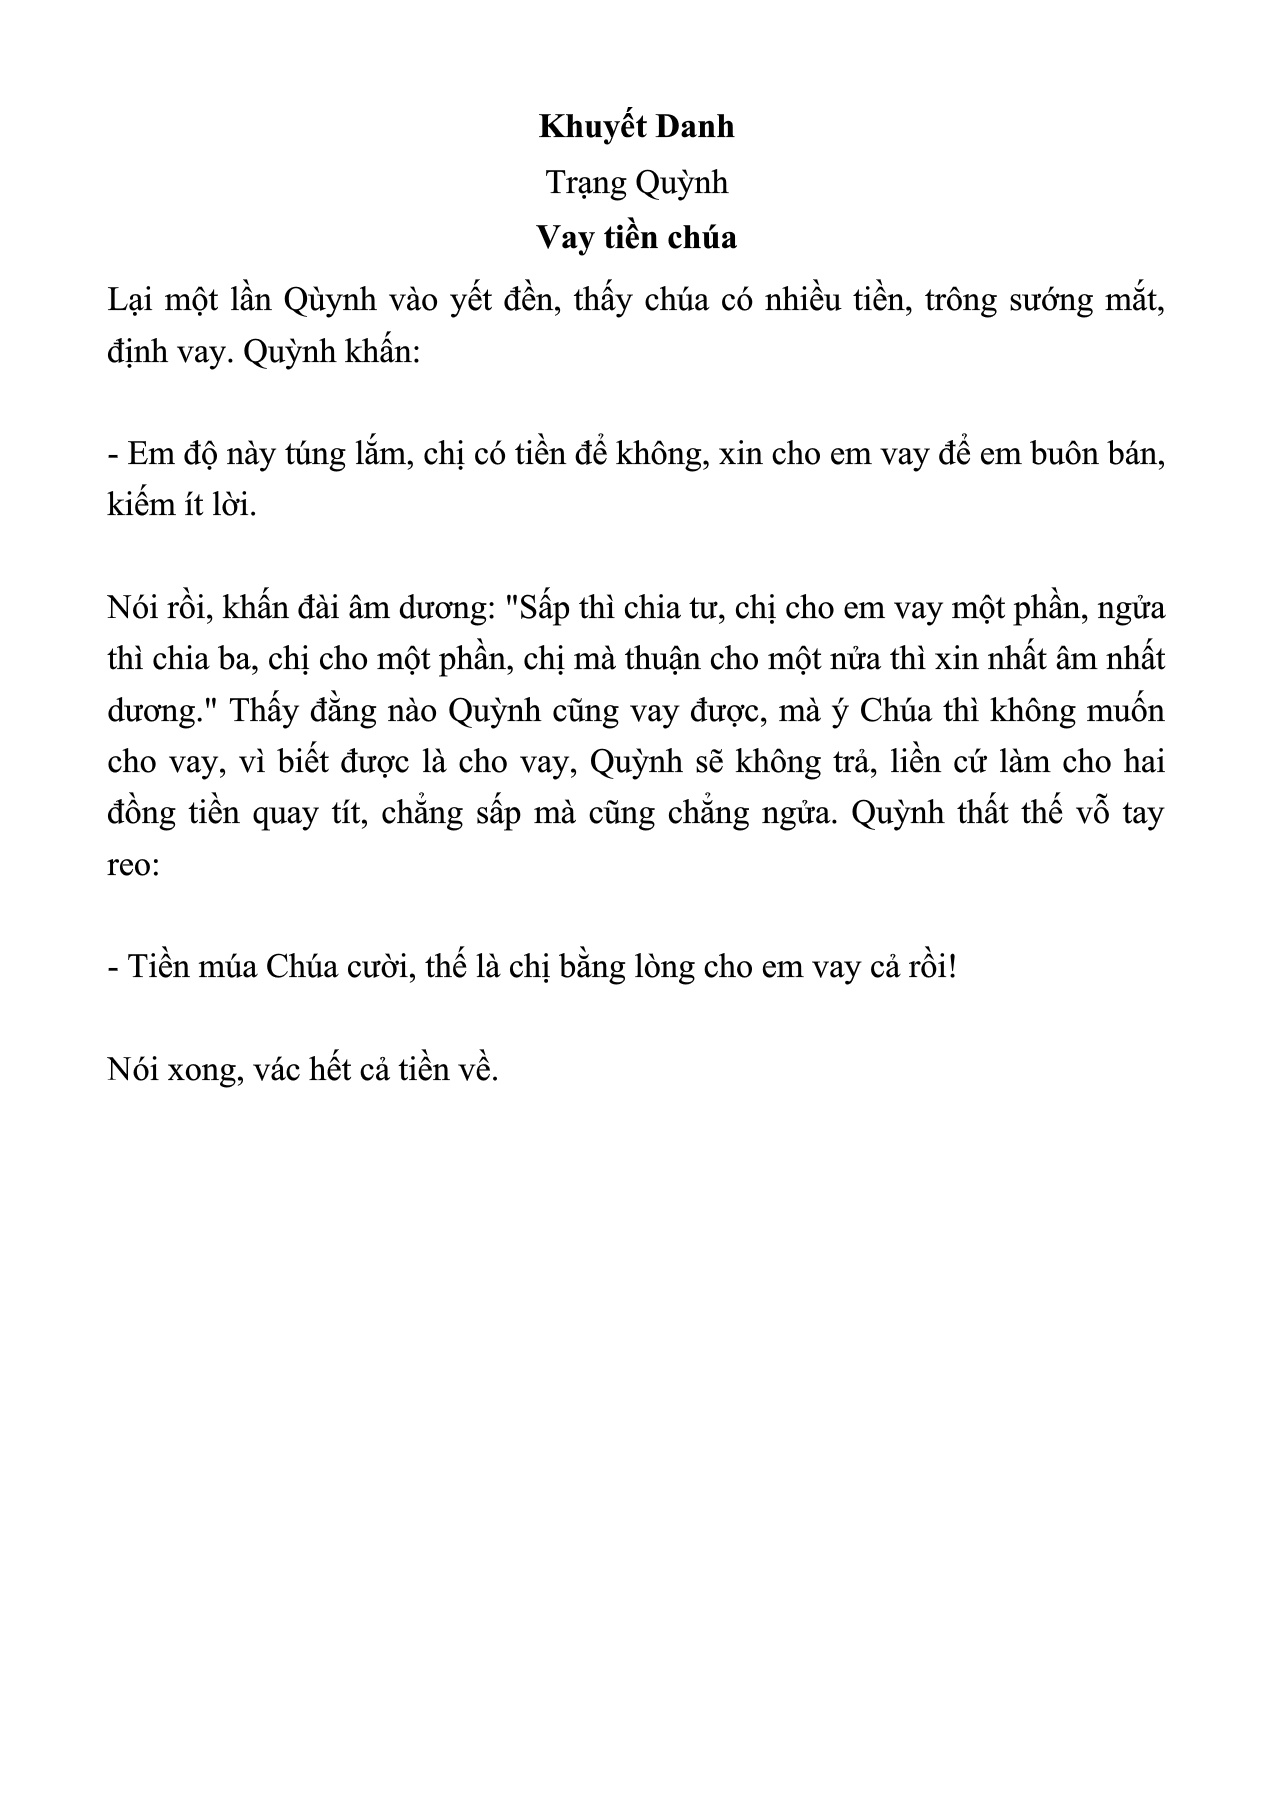 Khuyết Danh
Trạng Quỳnh
Vay tiền chúa
Lại một lần Qùynh vào yết đền, thấy chúa có nhiều tiền, trông sướng mắt,
định vay. Quỳnh khấn:
- Em độ này túng lắm, chị có tiền để không, xin cho em vay để em buôn bán,
kiếm ít lời.
Nói rồi, khấn đài âm dương: "Sấp thì chia tư, chị cho em vay một phần, ngửa
thì chia ba, chị cho một phần, chị mà thuận cho một nửa thì xin nhất âm nhất
dương." Thấy đằng nào Quỳnh cũng vay được, mà ý Chúa thì không muốn
cho vay, vì biết được là cho vay, Quỳnh sẽ không trả, liền cứ làm cho hai
đồng tiền quay tít, chẳng sấp mà cũng chẳng ngửa. Quỳnh thất thế vỗ tay
reo:
- Tiền múa Chúa cười, thế là chị bằng lòng cho em vay cả rồi!
Nói xong, vác hết cả tiền về.